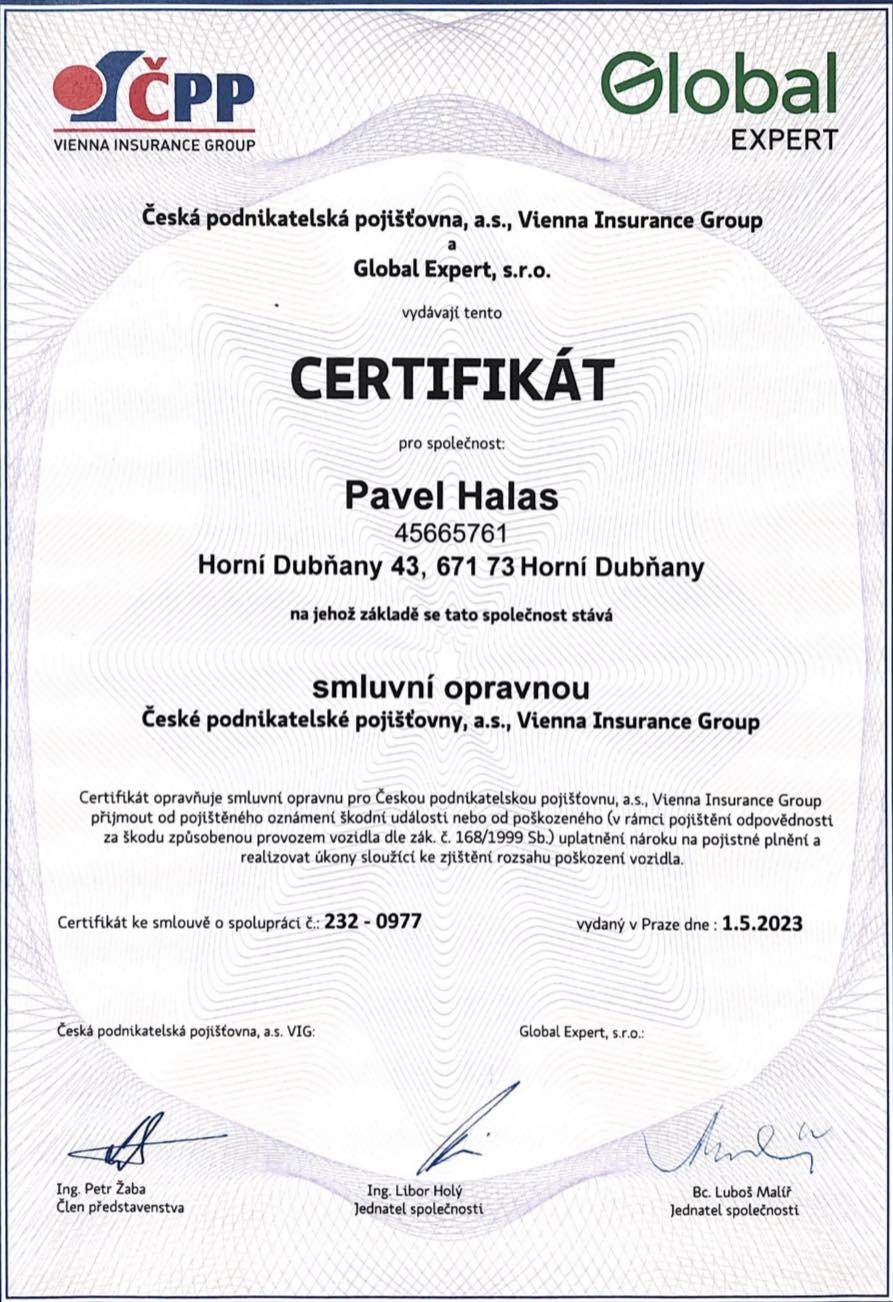 ČPP
VIENNA INSURANCE GROUP
Global
EXPERT
Česká podnikatelská pojišťovna, a.s., Vienna Insurance Group
a
Global Expert, s.r.o.
vydávají tento
CERTIFIKÁT
pro společnost:
Pavel Halas
45665761
Horní Dubňany 43, 671 73 Horní Dubňany
na jehož základě se tato společnost stává
smluvní opravnou
České podnikatelské pojišťovny, a.s., Vienna Insurance Group
Certifikát opravňuje smluvní opravnu pro Českou podnikatelskou pojišťovnu, a.s., Vienna Insurance Group
přijmout od pojištěného oznámení škodní události nebo od poškozeného (v rámci pojištění odpovědnosti
za škodu způsobenou provozem vozidla dle zák. č. 168/1999 Sb.) uplatnění nároku na pojistné plnění a
realizovat úkony sloužící ke zjištění rozsahu poškození vozidla.
Certifikát ke smlouvě o spolupráci č.: 232 - 0977
vydaný v Praze dne : 1.5.2023
Česká podnikatelská pojišťovna, a.s. VIG:
Global Expert, s.r.o.:
Ing. Petr Žaba
Člen představenstva
Ing. Libor Holý
Jednatel společnosti
Bc. Luboš Malíř
Jednatel společnosti